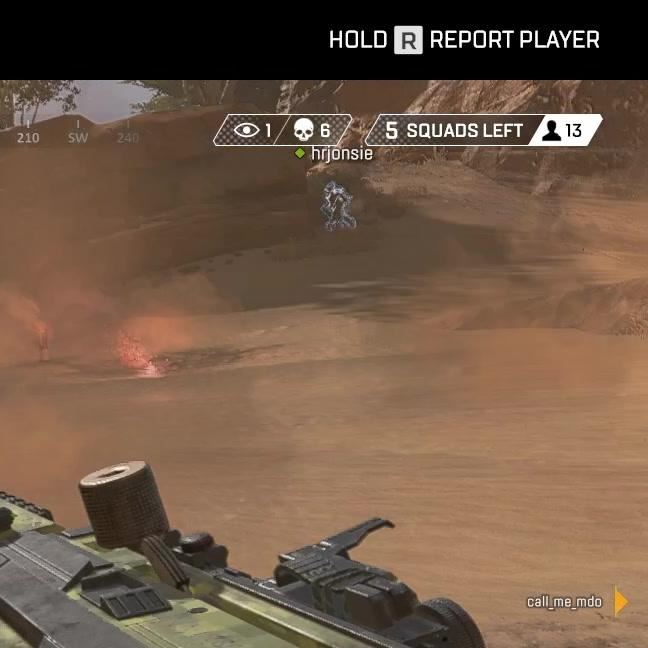 HOLD R REPORT PLAYER
210 SW 240
1 6 5 SQUADS LEFT 13
hrjonsie
call_me_mdo